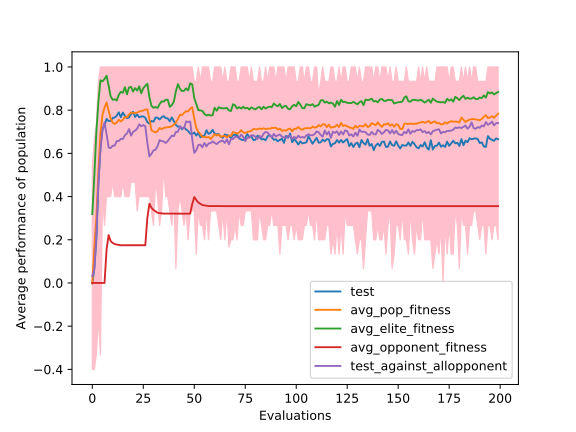 1.0
0.8
0.6
0.4
0.2
0.0
−0.2
−0.4
Average performance of population
test
avg_pop_fitness
avg_elite_fitness
avg_opponent_fitness
test_against_allopponent
0 25 50 75 100 125 150 175 200
Evaluations